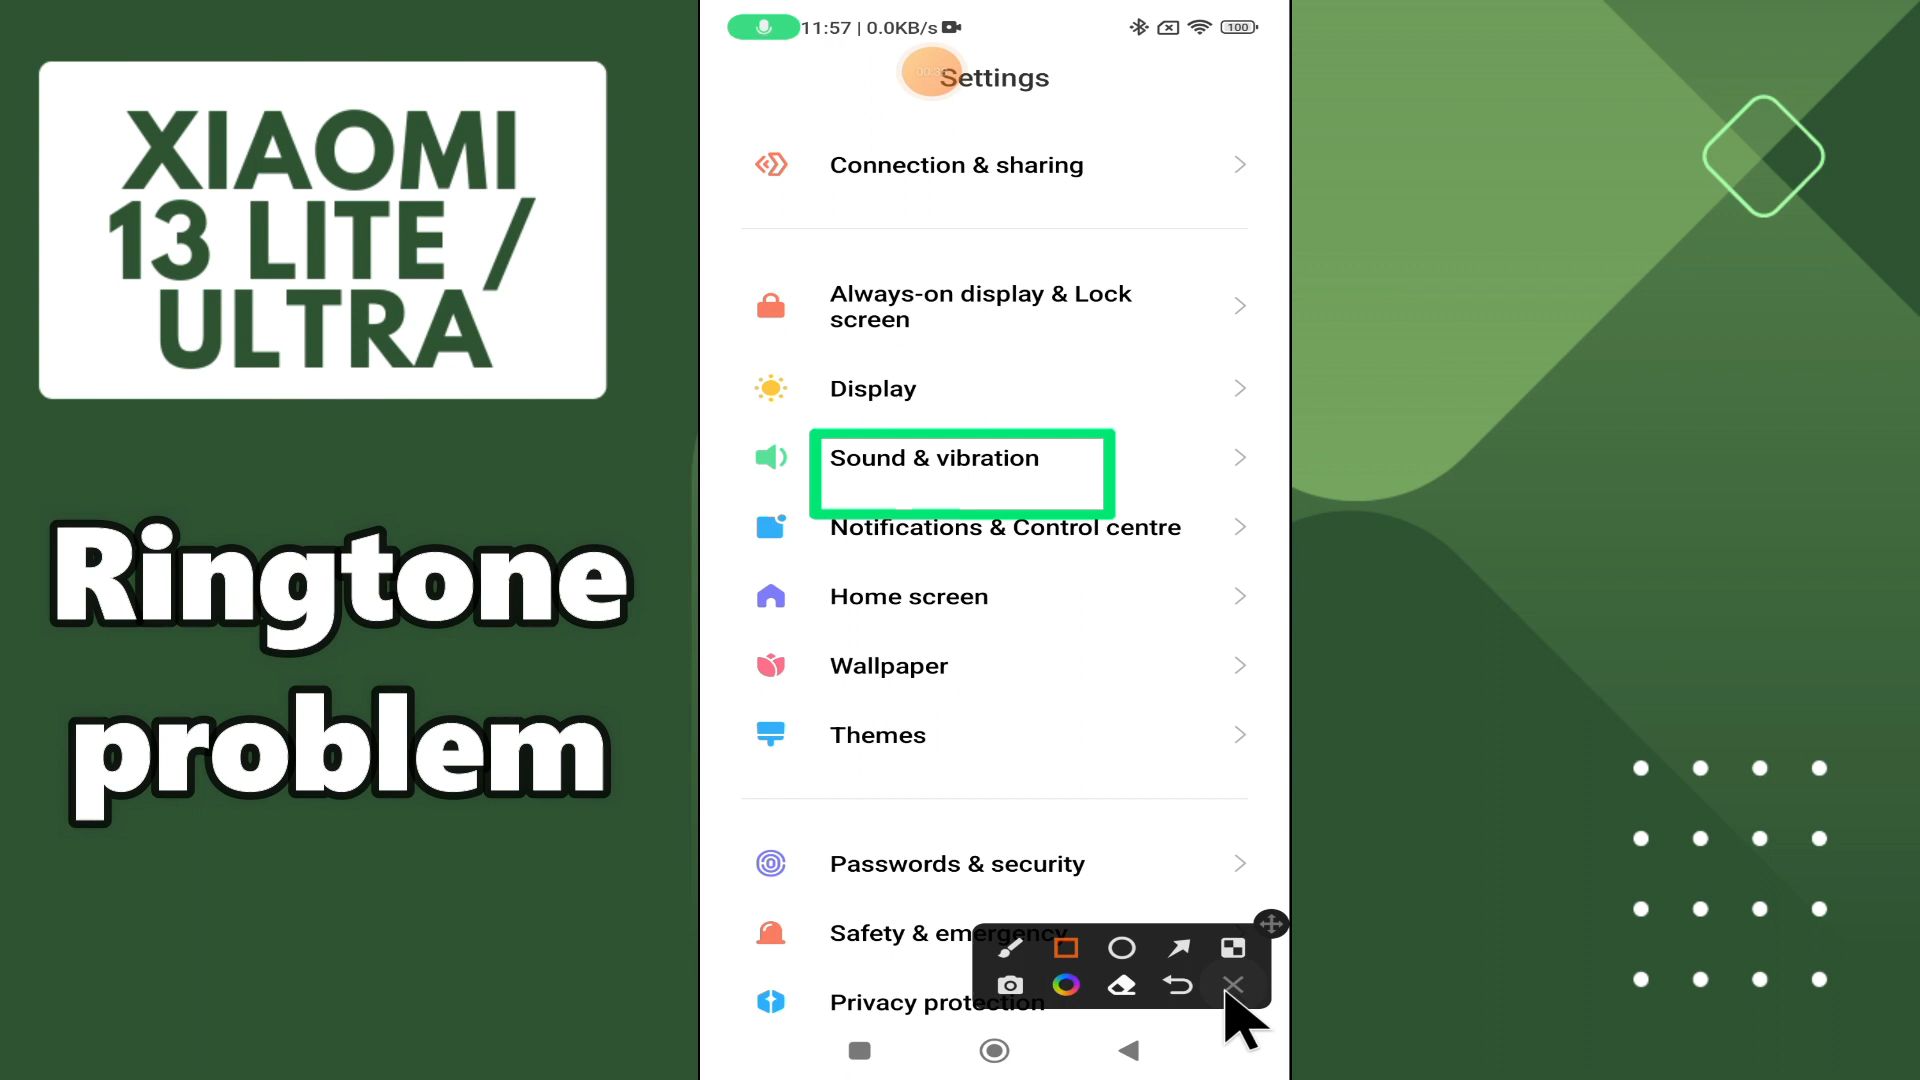 XIAOMI
13 LITE /
ULTRA
Ringtone
problem
11:57 | 0.0KB/s
100
Settings
Connection & sharing
Always-on display & Lock
screen
Display
Sound & vibration
Notifications & Control centre
Home screen
Wallpaper
Themes
Passwords & security
Safety & emergency
Privacy protection